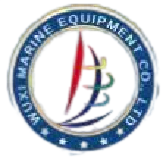 WUXI MARINE EQUIPMENT CO., LTD